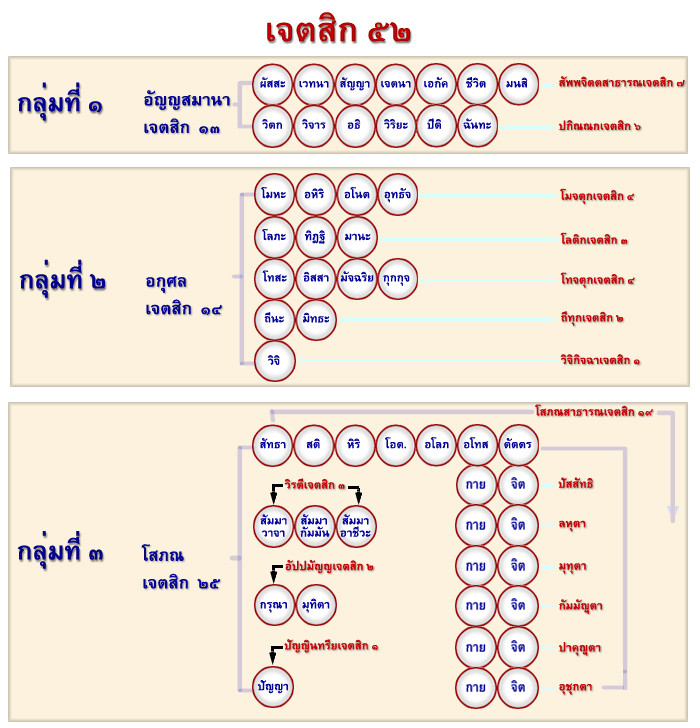 เจตสิก ๕๒
กลุ่มที่ ๑
อัญญสมานา
เจตสิก ๑๓
ผัสสะ เวทนา สัญญา เจตนา เอกัค ชีวิต มนสิ
สัพพจิตตสาธารณเจตสิก ๗
วิตก วิจาร อธิ วิริยะ ปีติ ฉันทะ
ปกิณณกเจตสิก ๖
กลุ่มที่ ๒
อกุศล
เจตสิก ๑๔
โมหะ อหิริ อโนต อุทธัจ
โมจตุกเจตสิก ๔
โลภะ ทิฏฐิ มานะ
โลติกเจตสิก ๓
โทสะ อิสสา มัจฉริย กุกกุจ
โทจตุกเจตสิก ๔
ถีนะ มิทธะ
ถีทุกเจตสิก ๒
วิจิ
วิจิกิจฉาเจตสิก ๑
กลุ่มที่ ๓
โสภณ
เจตสิก ๒๕
โสภณสาธารณเจตสิก ๑๙
สัทธา สติ หิริ โอต. อโลภ อโทส ตัตตร
กาย จิต ปัสสัทธิ
กาย จิต ลหุตา
กาย จิต มุทุตา
กาย จิต กัมมัญตา
กาย จิต ปาคุญตา
กาย จิต อุชุกตา
วิรตีเจตสิก ๓
สัมมา วาจา
สัมมา กัมมัน
สัมมา อาชีวะ
อัปปมัญญเจตสิก ๒
กรุณา มุทิตา
ปัญญินทรียเจตสิก ๑
ปัญญา